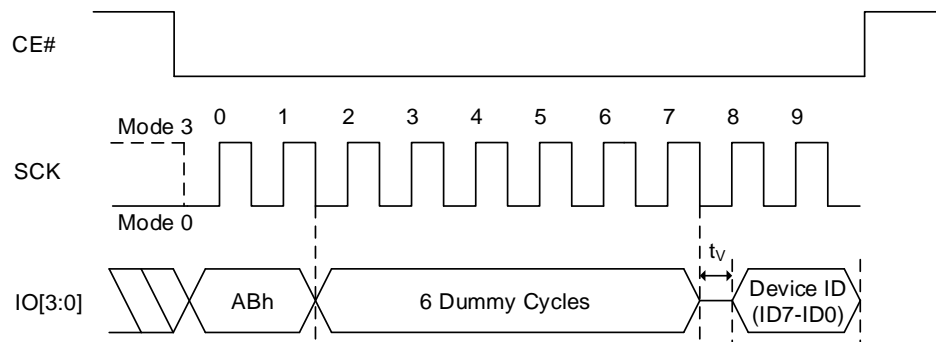 CE#
0 1 2 3 4 5 6 7 8 9
Mode 3
SCK
Mode 0
tV
IO[3:0]
ABh
6 Dummy Cycles
Device ID
(ID7-ID0)